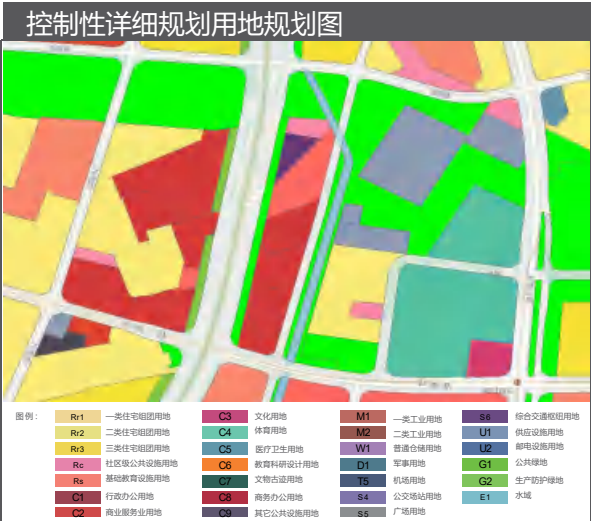 控制性详细规划用地规划图
图例:
Rr1 一类住宅组团用地
Rr2 二类住宅组团用地
Rr3 三类住宅组团用地
Rc 社区级公共设施用地
Rs 基础教育设施用地
C1 行政办公用地
C2 商业服务业用地
C3 文化用地
C4 体育用地
C5 医疗卫生用地
C6 教育科研设计用地
C7 文物古迹用地
C8 商务办公用地
C9 其它公共设施用地
M1 一类工业用地
M2 二类工业用地
W1 普通仓储用地
D1 军事用地
T5 机场用地
S4 公交场站用地
S5 广场用地
S6 综合交通枢纽用地
U1 供应设施用地
U2 邮电设施用地
G1 公共绿地
G2 生产防护绿地
E1 水域